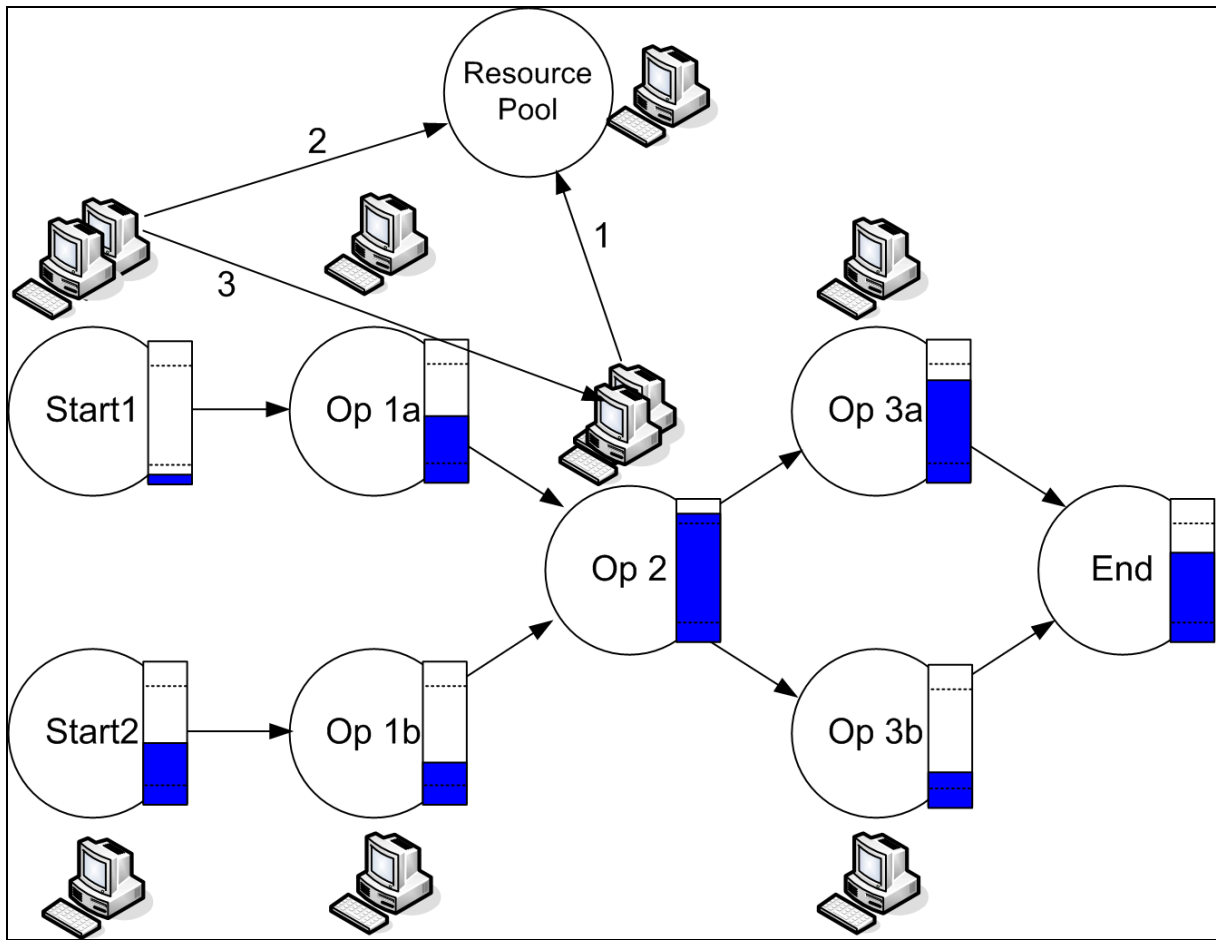 Resource
Pool
2
1
3
Start1
Op 1a
Op 3a
Op 2
End
Start2
Op 1b
Op 3b